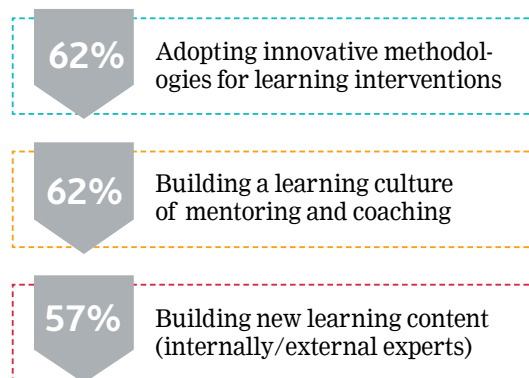 62%
Adopting innovative methodol-
ogies for learning interventions
62%
Building a learning culture
of mentoring and coaching
57%
Building new learning content
(internally/external experts)